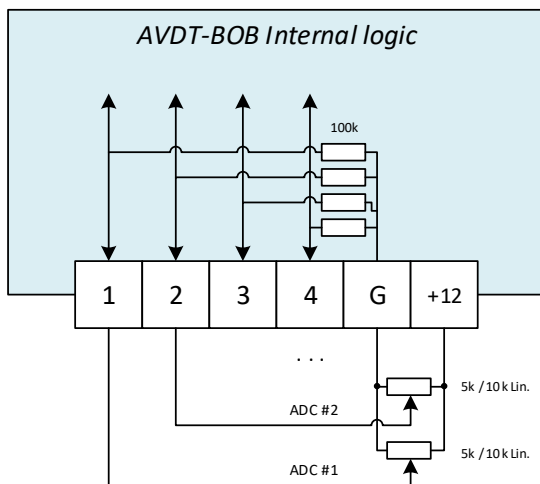 AVDT-BOB Internal logic
100k
1 2 3 4 G +12
. . .
5k / 10k Lin.
ADC #2
5k / 10k Lin.
ADC #1